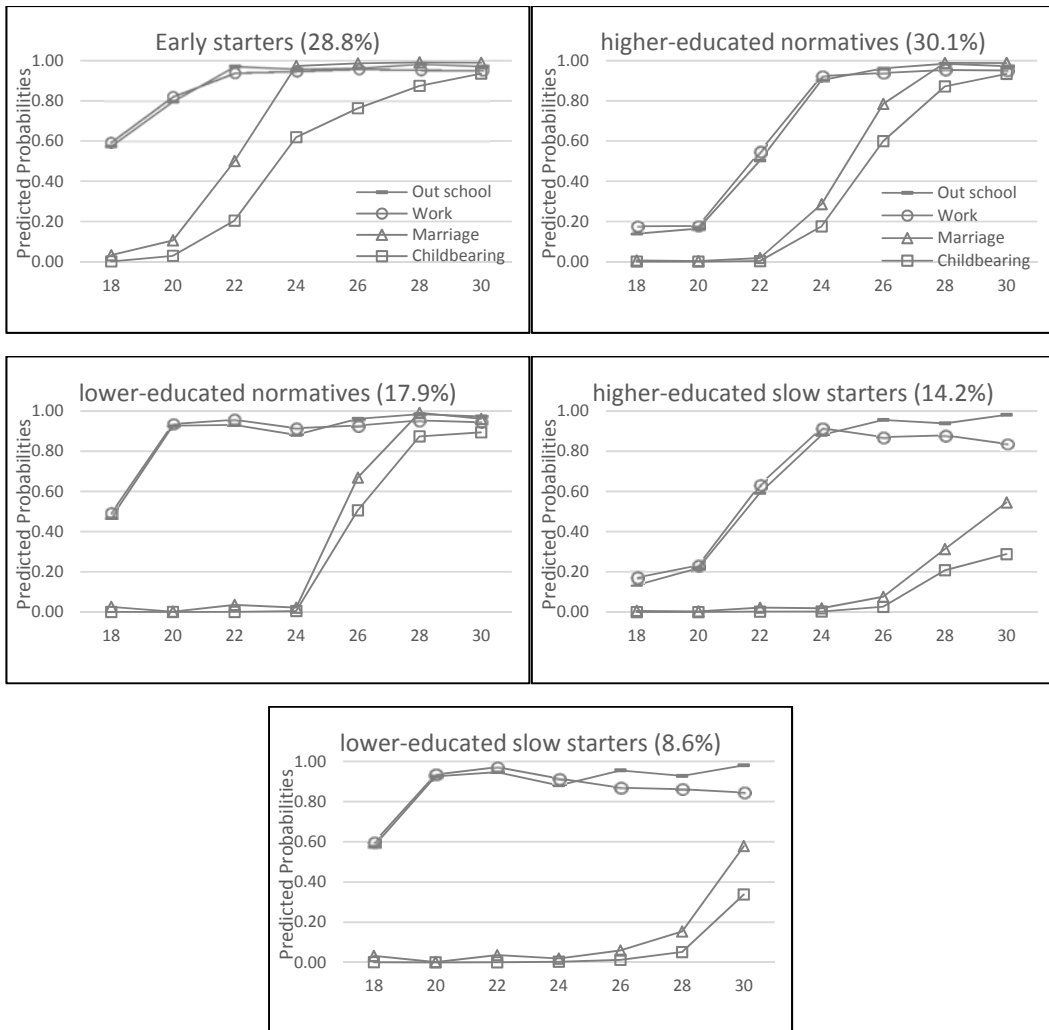 Early starters (28.8%)
Predicted Probabilities
1.00
0.80
0.60
0.40
0.20
0.00
Out school
Work
Marriage
Childbearing
18 20 22 24 26 28 30
higher-educated normatives (30.1%)
Predicted Probabilities
1.00
0.80
0.60
0.40
0.20
0.00
Out school
Work
Marriage
Childbearing
18 20 22 24 26 28 30
lower-educated normatives (17.9%)
Predicted Probabilities
1.00
0.80
0.60
0.40
0.20
0.00
18 20 22 24 26 28 30
higher-educated slow starters (14.2%)
Predicted Probabilities
1.00
0.80
0.60
0.40
0.20
0.00
18 20 22 24 26 28 30
lower-educated slow starters (8.6%)
Predicted Probabilities
1.00
0.80
0.60
0.40
0.20
0.00
18 20 22 24 26 28 30